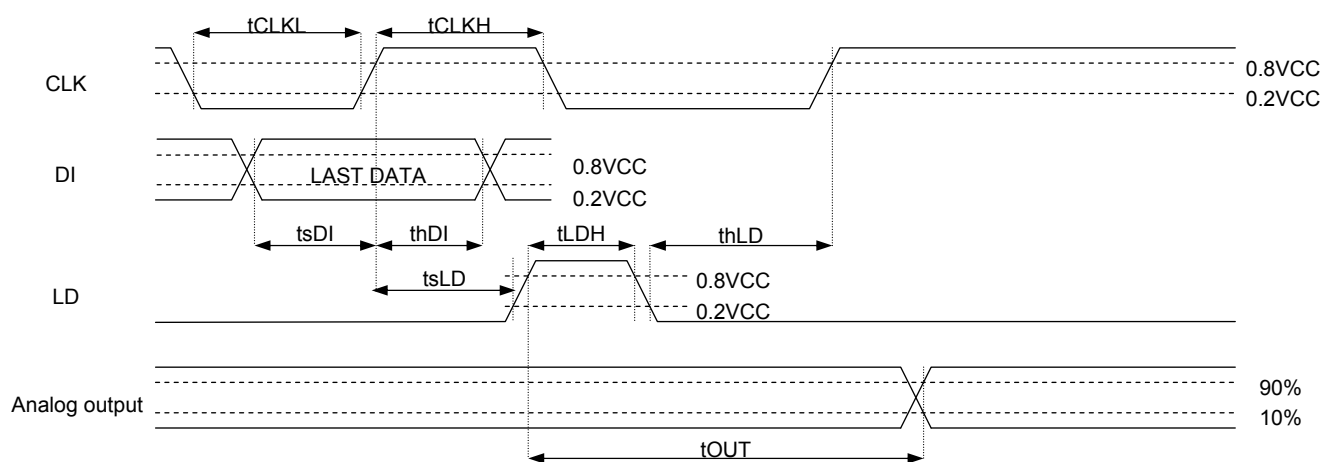 tCLKL
tCLKH
CLK
0.8VCC
0.2VCC
DI
LAST DATA
0.8VCC
0.2VCC
tsDI
thDI
tLDH
thLD
tsLD
LD
0.8VCC
0.2VCC
Analog output
90%
10%
tOUT